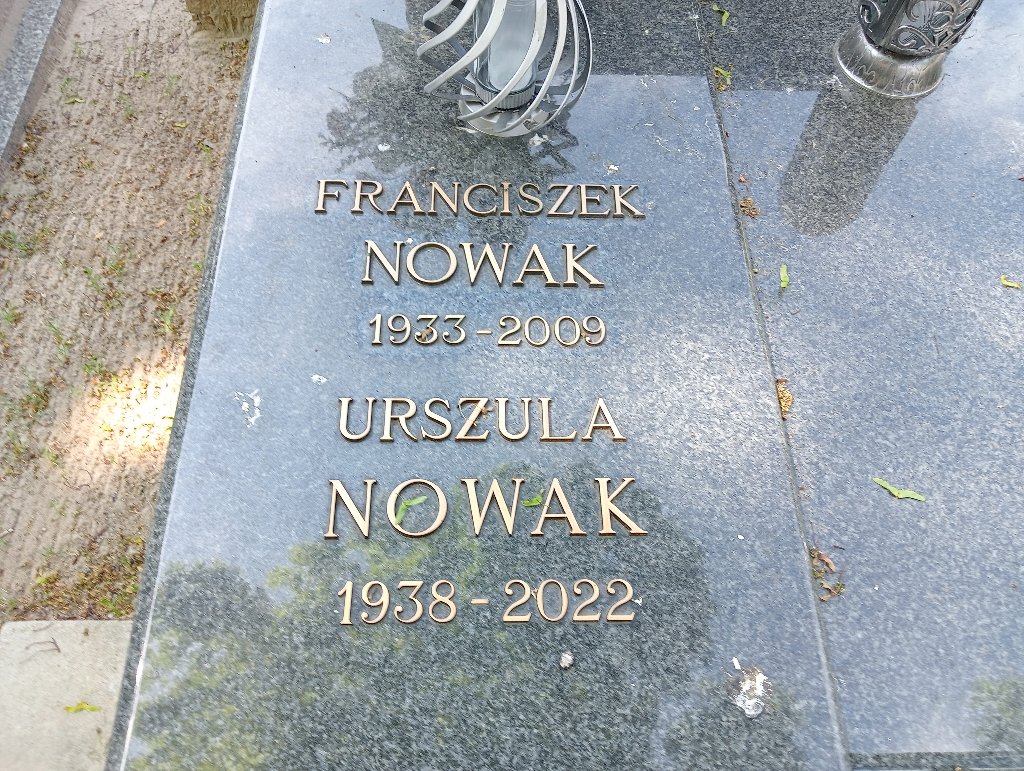 FRANCISZEK
NOWAK
1933 - 2009
URSZULA
NOWAK
1938 - 2022